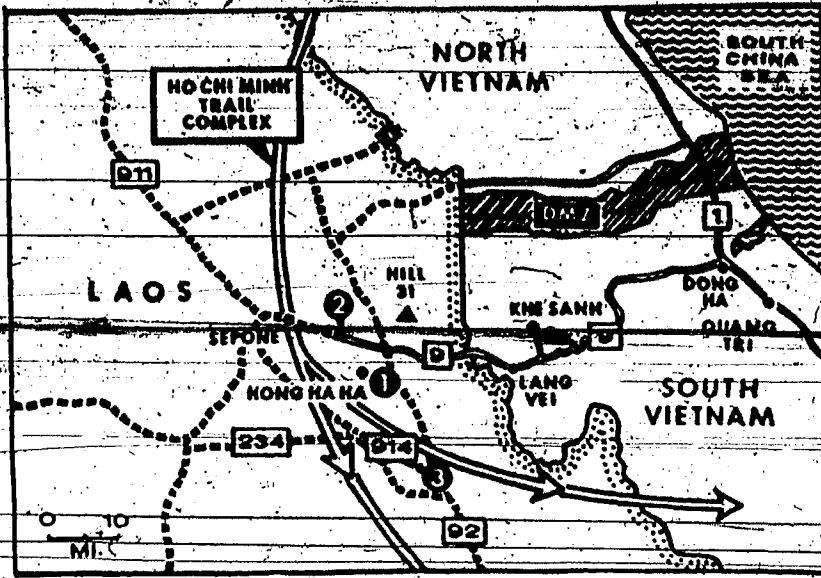 NORTH
VIETNAM
SOUTH
CHINA
SEA
HO CHI MINH
TRAIL
COMPLEX
911
DMZ
1
LAOS
HILL
31
2
KHE SANH
DONG
HA
QUANG
TRI
SEPONE
9
9
1
HONG HA HA
LANG
VEI
SOUTH
VIETNAM
234
914
3
0 10
MI.
92